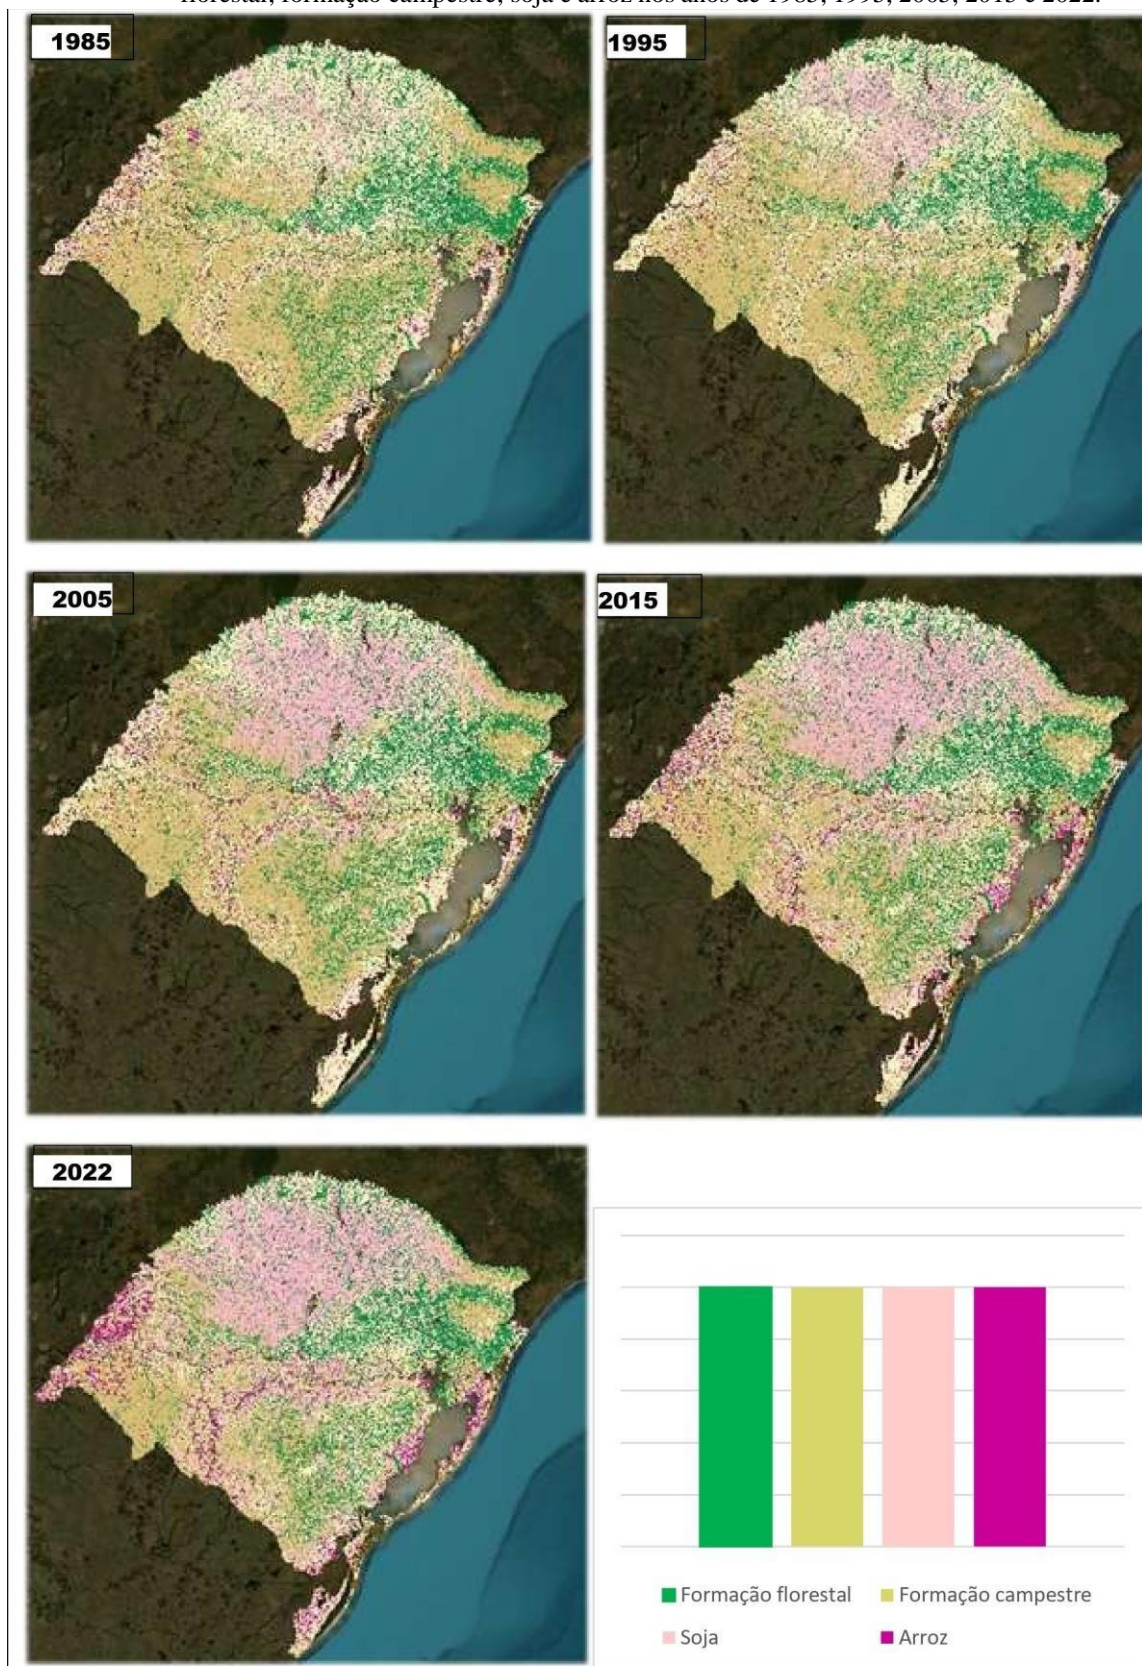 florestal, formação campestre, soja e arroz nos anos de 1985, 1995, 2005, 2015 e 2022.
1985
1995
2005
2015
2022
Formação florestal
Formação campestre
Soja
Arroz